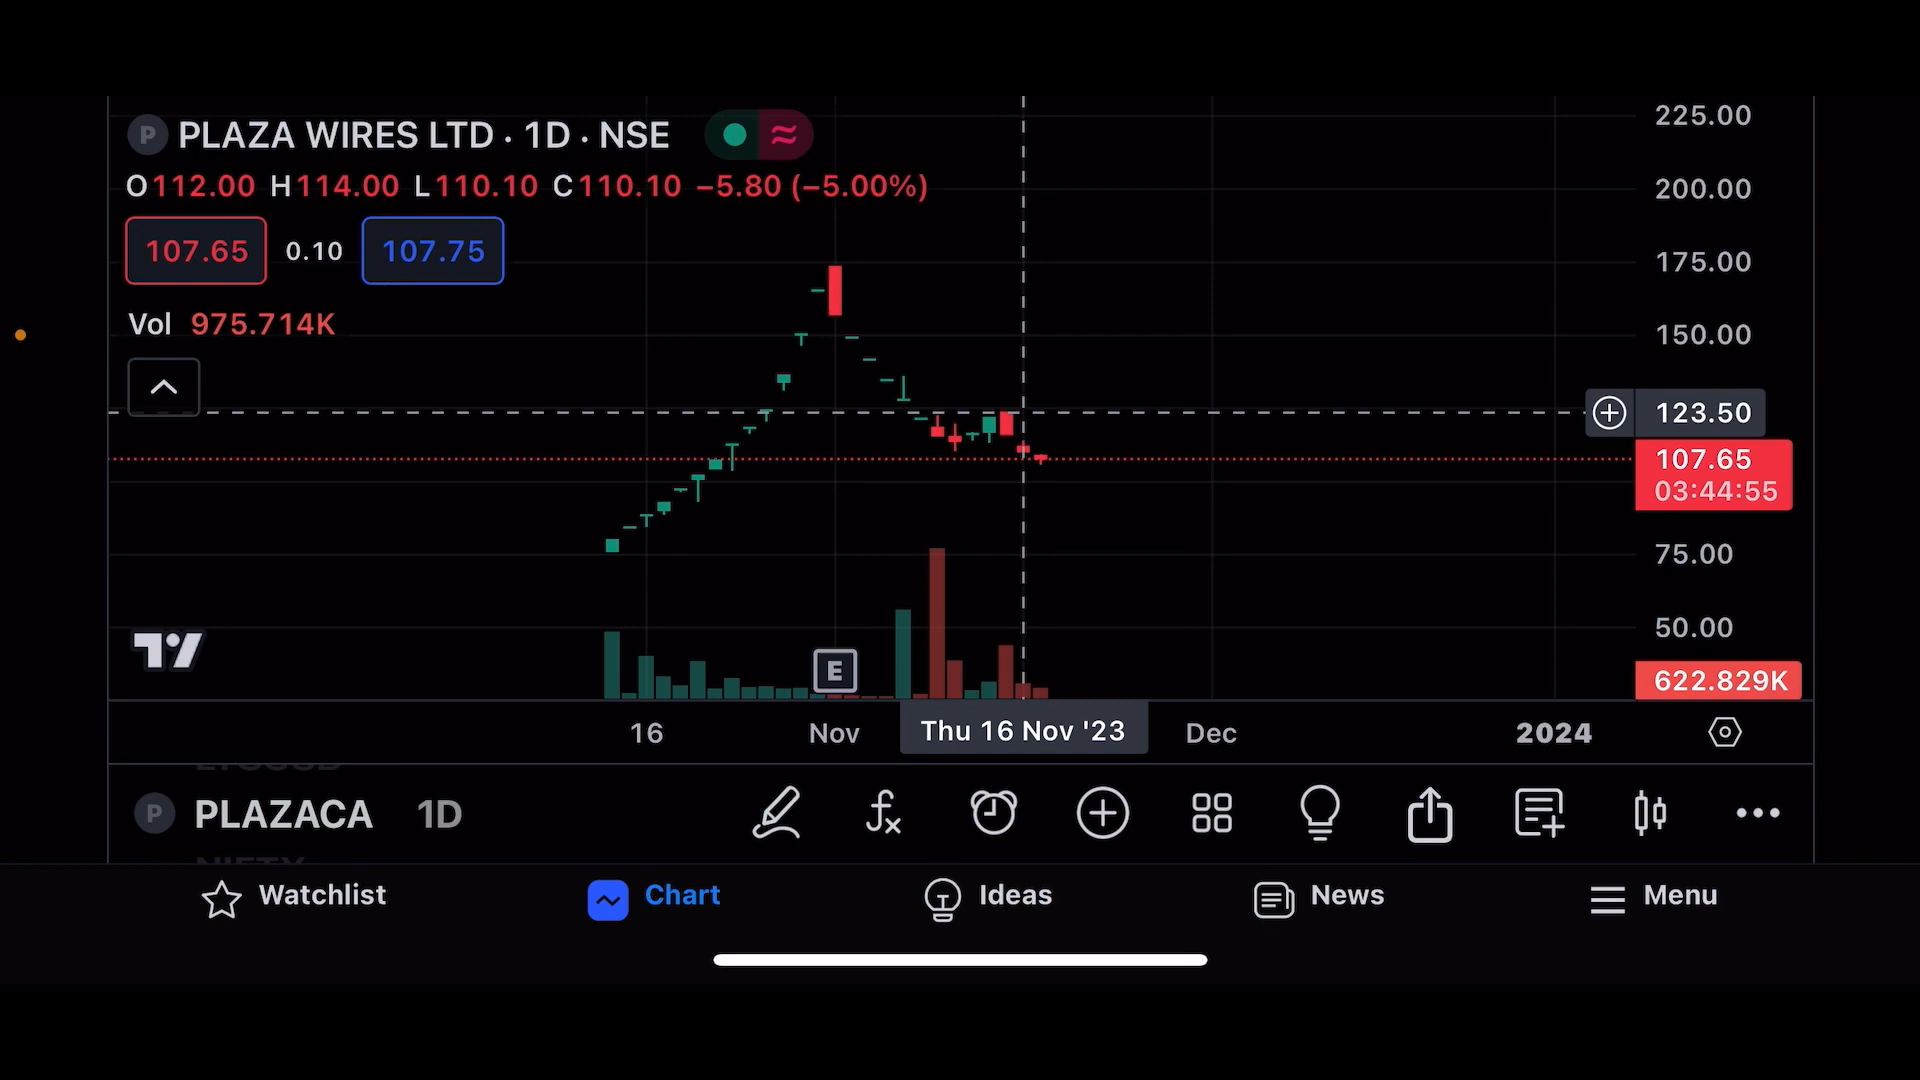 P PLAZA WIRES LTD · 1D · NSE
O112.00 H114.00 L110.10 C110.10 −5.80 (−5.00%)
107.65 0.10 107.75
Vol 975.714K
225.00
200.00
175.00
150.00
123.50
107.65
03:44:55
75.00
50.00
622.829K
E
16 Nov Thu 16 Nov '23 Dec 2024
P PLAZACA 1D
Watchlist Chart Ideas News Menu